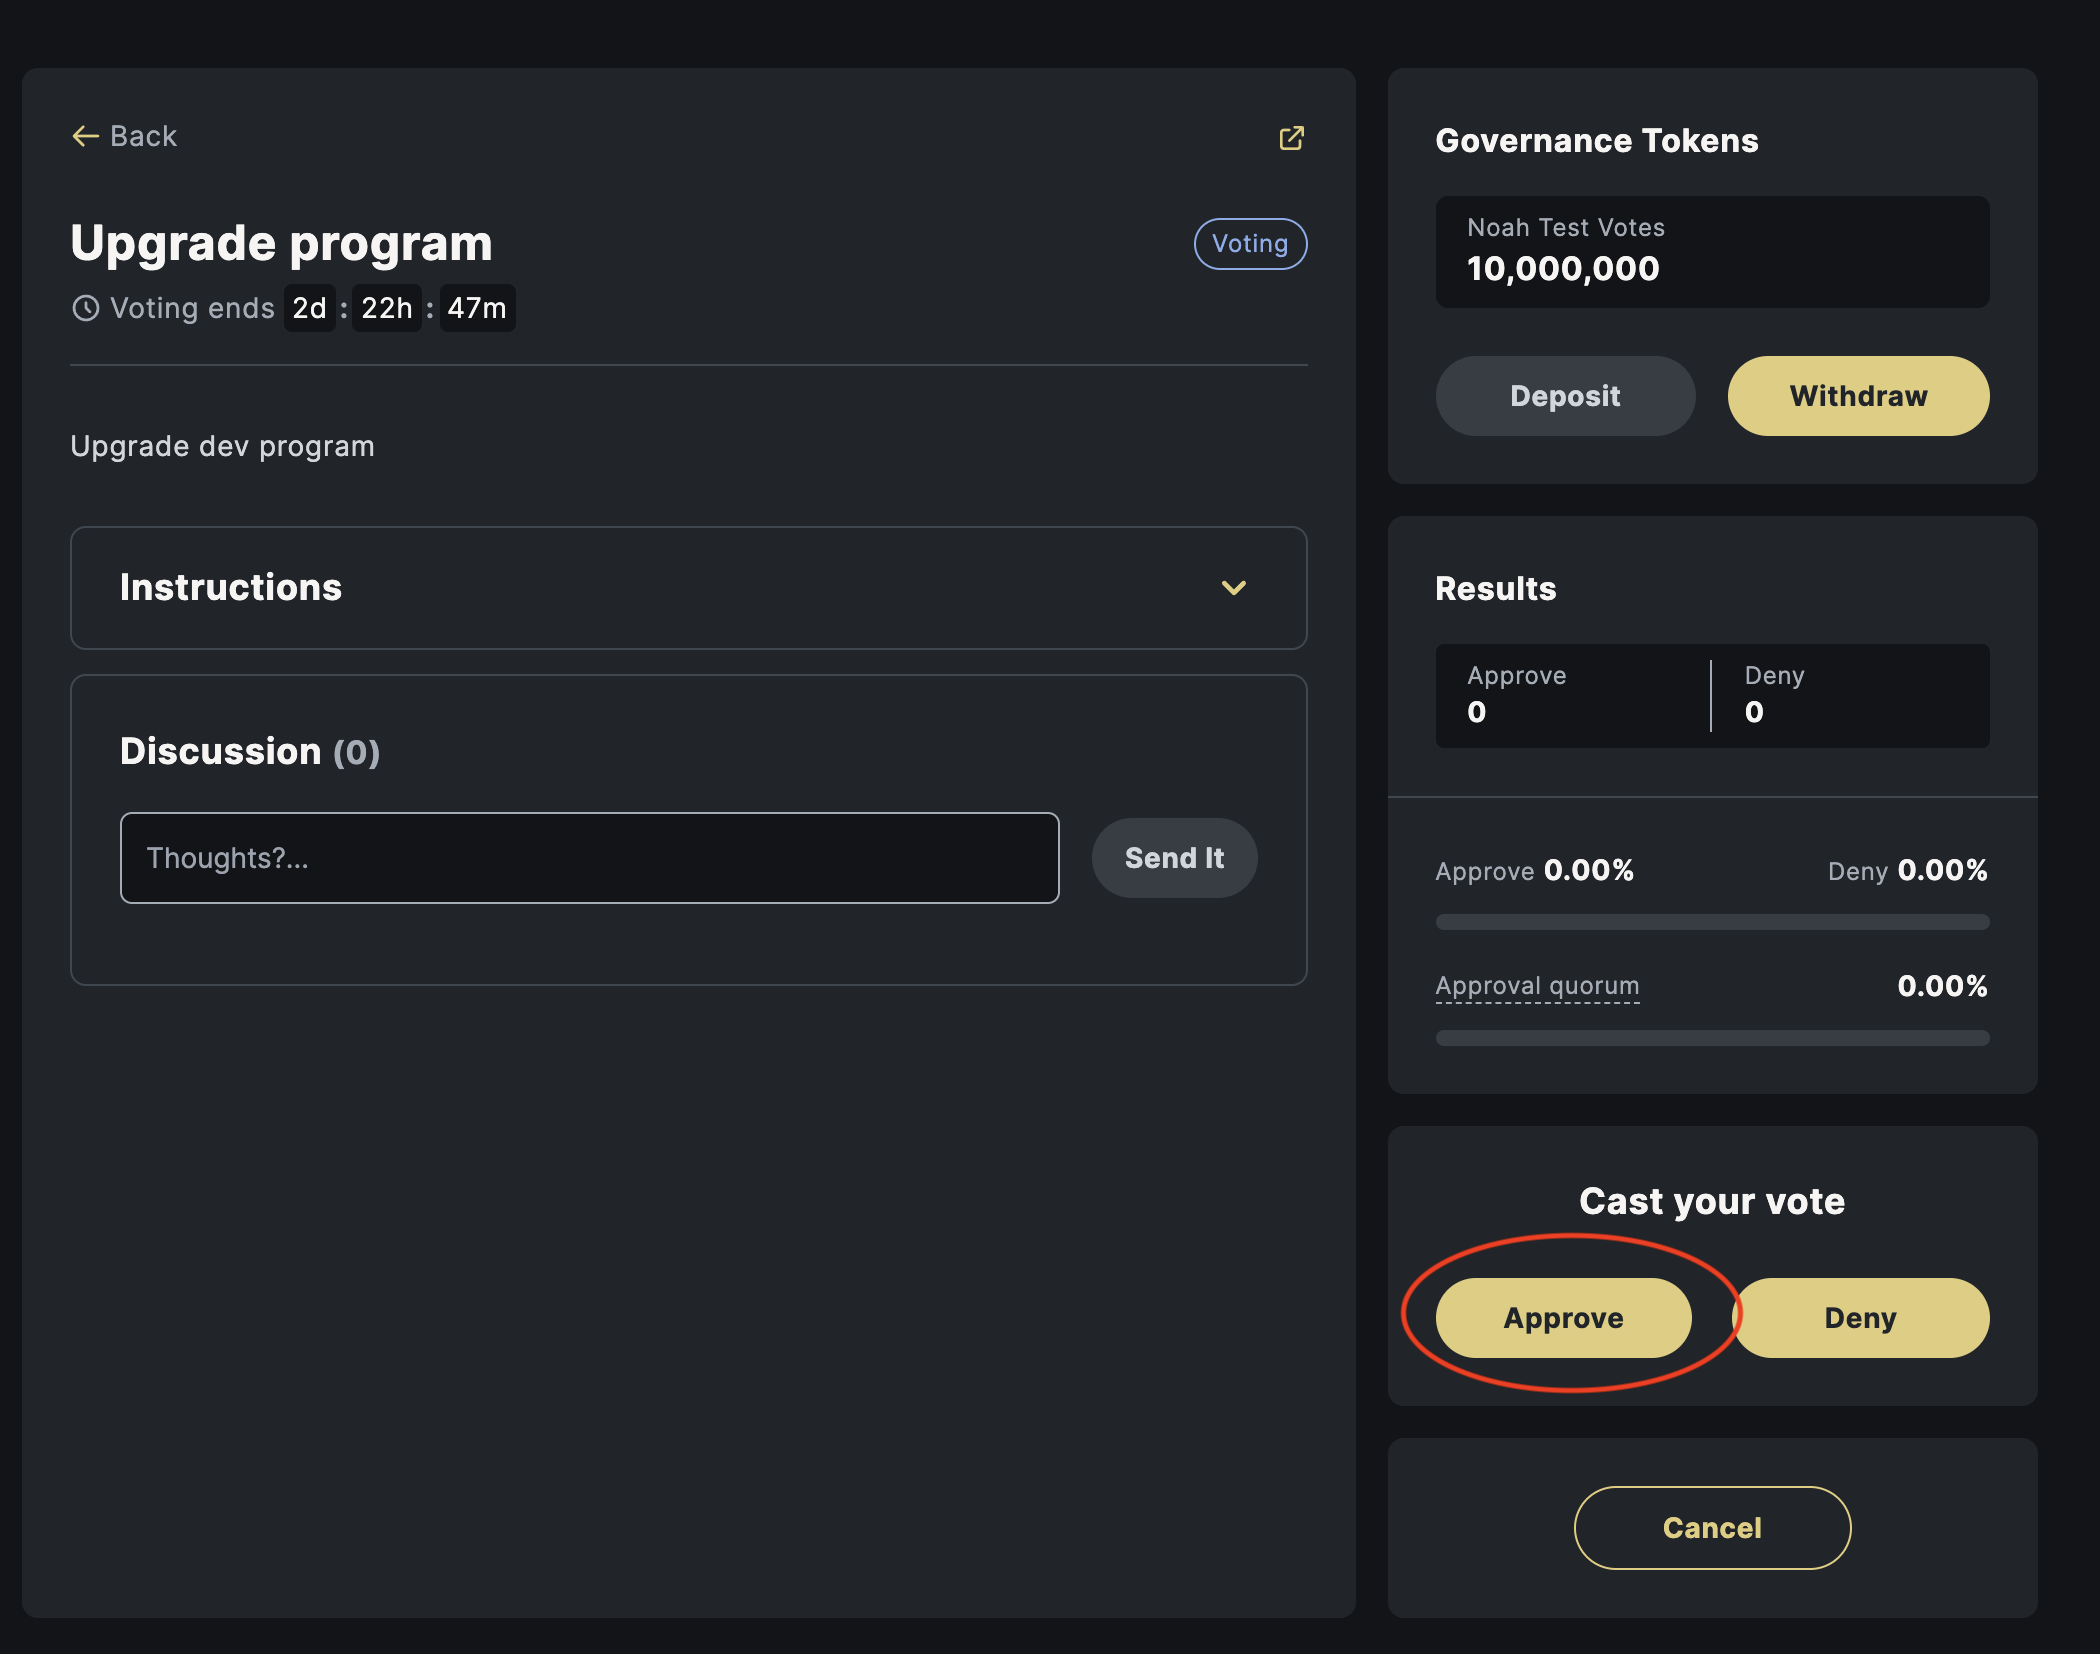 Back
Upgrade program
Voting
Voting ends 2d : 22h : 47m
Upgrade dev program
Instructions
Discussion (0)
Thoughts?...
Send It
Governance Tokens
Noah Test Votes
10,000,000
Deposit
Withdraw
Results
Approve
0
Deny
0
Approve 0.00%
Deny 0.00%
Approval quorum
0.00%
Cast your vote
Approve
Deny
Cancel